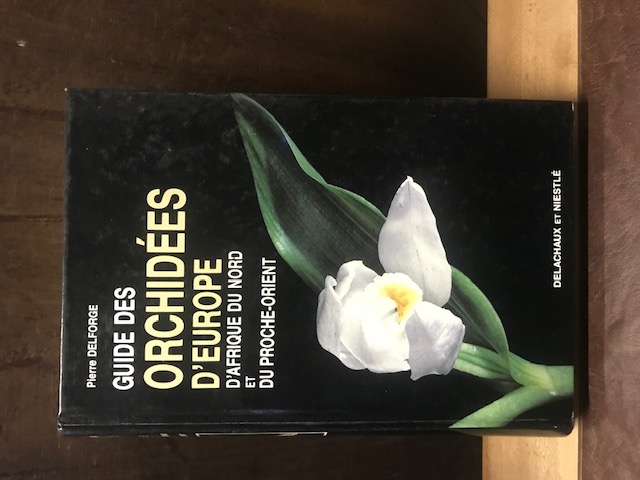 Pierre DELFORGE
GUIDE DES
ORCHIDÉES
D'EUROPE
D'AFRIQUE DU NORD
ET
DU PROCHE-ORIENT
DELACHAUX ET NIESTLÉ